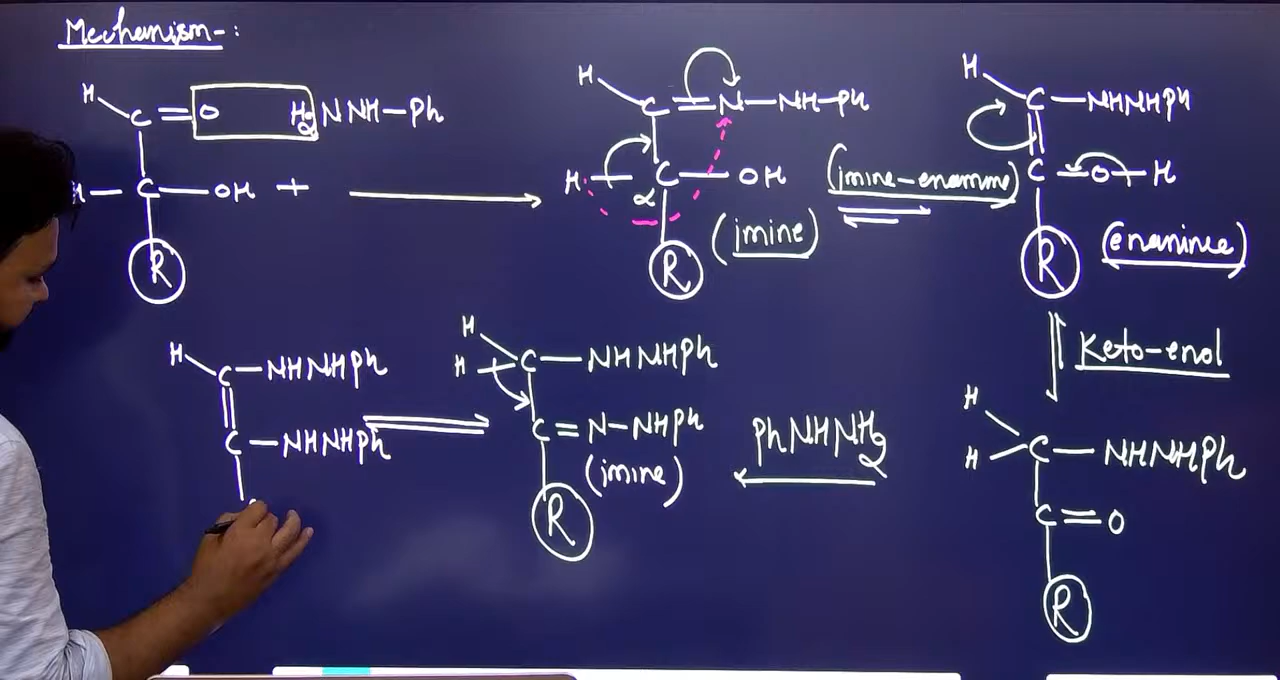 Mechanism-:
H C=O H2NNH-Ph
H-C-OH +
R
H C=N-NH-Ph
H-C-OH
α
(imine)
R
(imine-enamine)
H C-NHNHPh
C-O-H
(enamine)
R
Keto-enol
H
H C-NHNHPh
C=O
R
PhNHNH2
H
H C-NHNHPh
C=N-NHPh
(imine)
R
H C-NHNHPh
C-NHNHPh